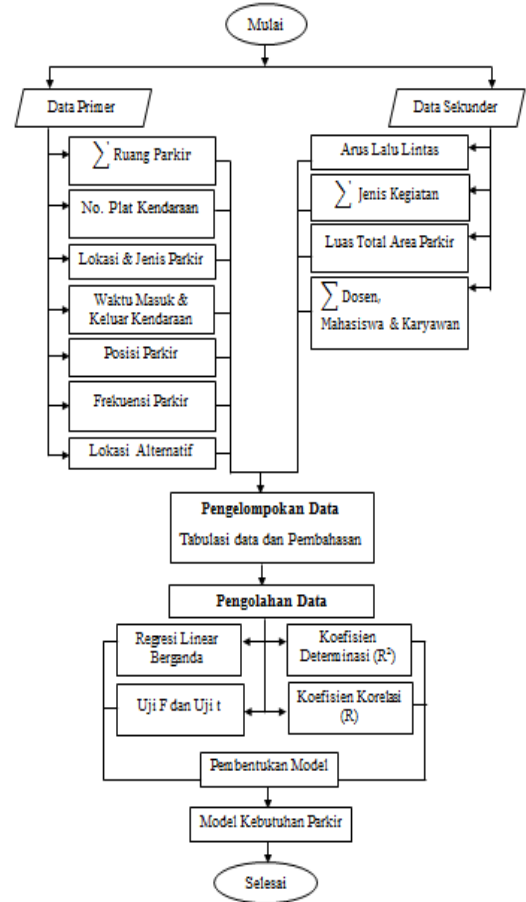 Mulai
Data Primer
Data Sekunder
∑ Ruang Parkir
No. Plat Kendaraan
Lokasi & Jenis Parkir
Waktu Masuk &
Keluar Kendaraan
Posisi Parkir
Frekuensi Parkir
Lokasi Alternatif
Arus Lalu Lintas
∑ Jenis Kegiatan
Luas Total Area Parkir
∑ Dosen,
Mahasiswa & Karyawan
Pengelompokan Data
Tabulasi data dan Pembahasan
Pengolahan Data
Regresi Linear
Berganda
Koefisien
Determinasi (R²)
Uji F dan Uji t
Koefisien Korelasi
(R)
Pembentukan Model
Model Kebutuhan Parkir
Selesai